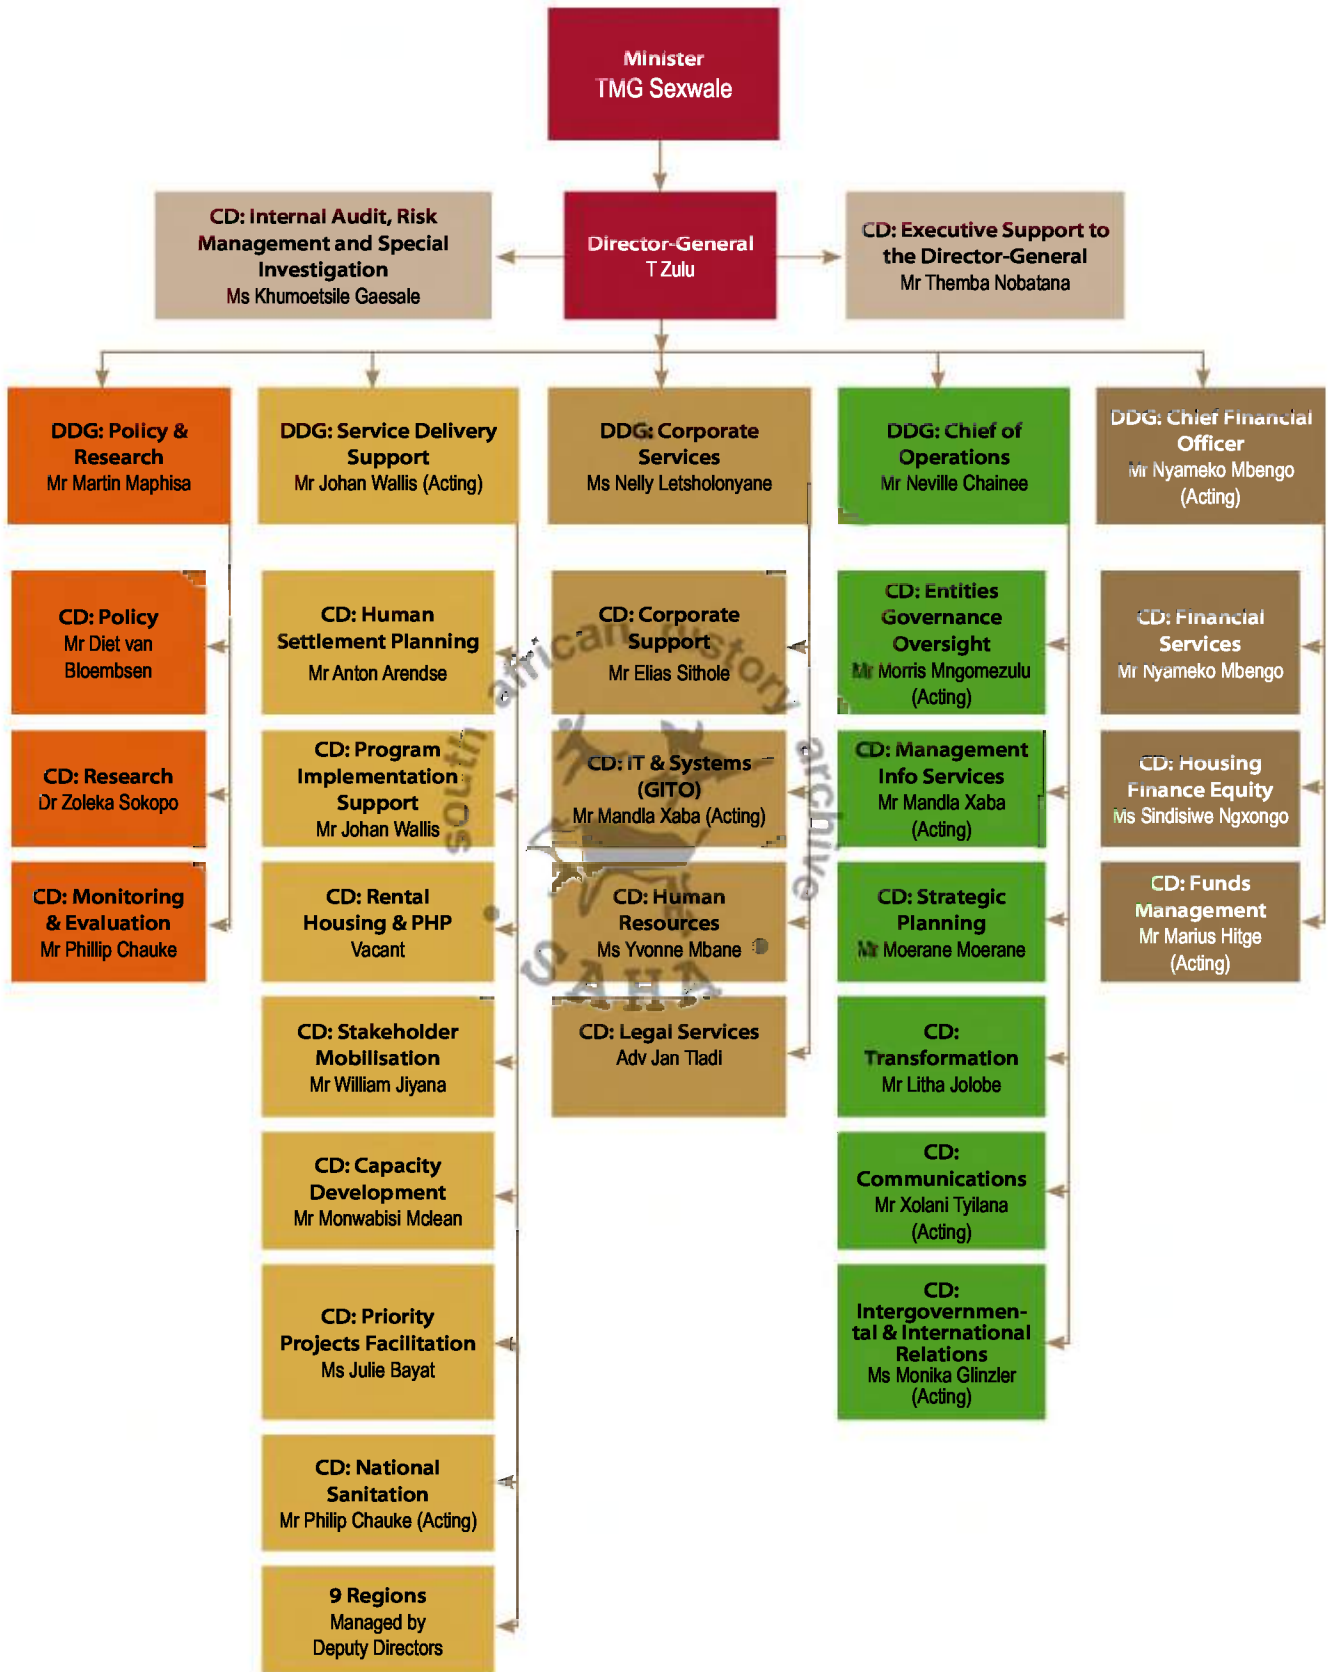 Minister
TMG Sexwale
CD: Internal Audit, Risk
Management and Special
Investigation
Ms Khumoetsile Gaesale
Director-General
T Zulu
CD: Executive Support to
the Director-General
Mr Themba Nobatana
DDG: Policy &
Research
Mr Martin Maphisa
DDG: Service Delivery
Support
Mr Johan Wallis (Acting)
DDG: Corporate
Services
Ms Nelly Letsholonyane
DDG: Chief of
Operations
Mr Neville Chainee
DDG: Chief Financial
Officer
Mr Nyameko Mbengo
(Acting)
CD: Policy
Mr Diet van
Bloembsen
CD: Research
Dr Zoleka Sokopo
CD: Monitoring
& Evaluation
Mr Phillip Chauke
CD: Human
Settlement Planning
Mr Anton Arendse
CD: Program
Implementation
Support
Mr Johan Wallis
CD: Rental
Housing & PHP
Vacant
CD: Stakeholder
Mobilisation
Mr William Jiyana
CD: Capacity
Development
Mr Monwabisi Mclean
CD: Priority
Projects Facilitation
Ms Julie Bayat
CD: National
Sanitation
Mr Philip Chauke (Acting)
9 Regions
Managed by
Deputy Directors
CD: Corporate
Support
Mr Elias Sithole
CD: IT & Systems
(GITO)
Mr Mandla Xaba (Acting)
CD: Human
Resources
Ms Yvonne Mbane
CD: Legal Services
Adv Jan Tladi
CD: Entities
Governance
Oversight
Mr Morris Mngomezulu
(Acting)
CD: Management
Info Services
Mr Mandla Xaba
(Acting)
CD: Strategic
Planning
Mr Moerane Moerane
CD:
Transformation
Mr Litha Jolobe
CD:
Communications
Mr Xolani Tyilana
(Acting)
CD:
Intergovernmen-
tal & International
Relations
Ms Monika Glinzler
(Acting)
CD: Financial
Services
Mr Nyameko Mbengo
CD: Housing
Finance Equity
Ms Sindisiwe Ngxongo
CD: Funds
Management
Mr Marius Hitge
(Acting)
south african history archive
SAHA